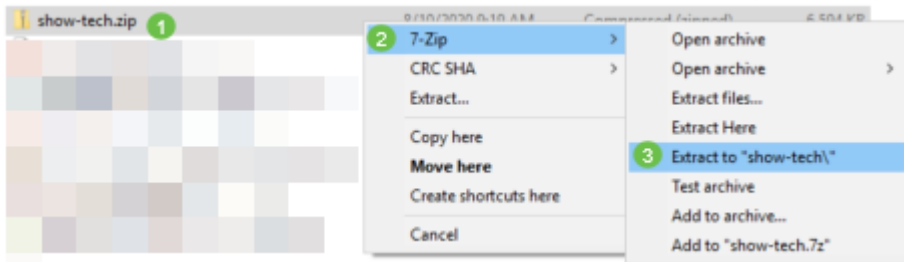 show-tech.zip 1 8/10/2020 9:19 AM Compressed (zipped) 6,504 KB
2 7-Zip >
CRC SHA >
Extract...
Copy here
Move here
Create shortcuts here
Cancel
Open archive
Open archive >
Extract files...
Extract Here
3 Extract to "show-tech\"
Test archive
Add to archive...
Add to "show-tech.7z"